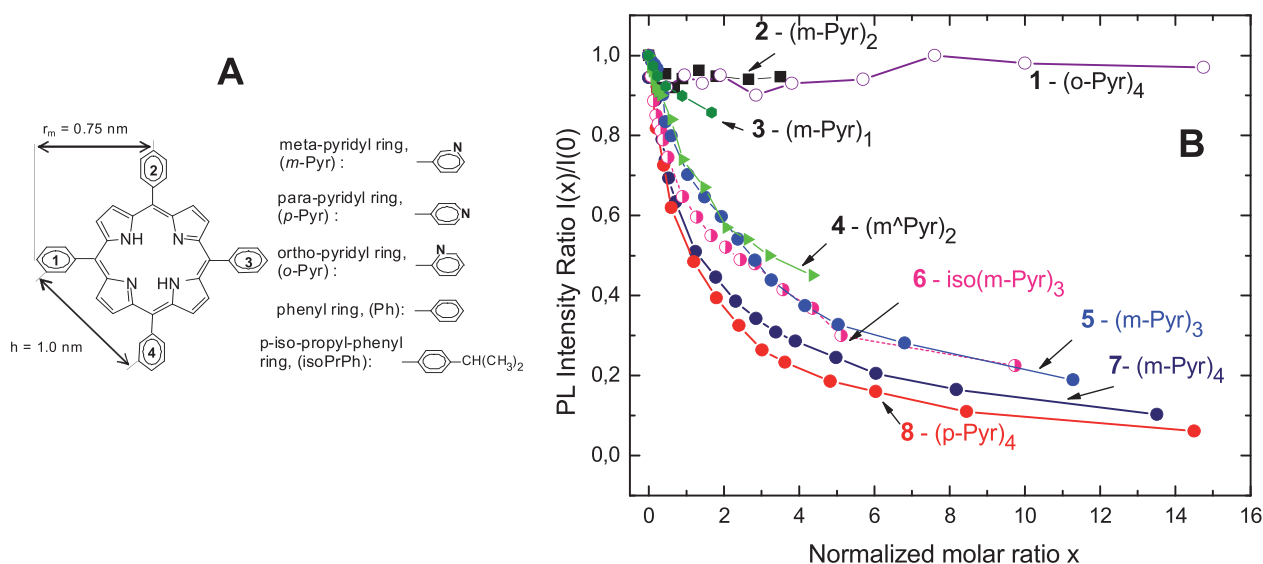 A
r_m = 0.75 nm
h = 1.0 nm
1
2
3
4
NH
N
N
HN
meta-pyridyl ring,
(m-Pyr) :
N
para-pyridyl ring,
(p-Pyr) :
N
ortho-pyridyl ring,
(o-Pyr) :
N
phenyl ring, (Ph):
p-iso-propyl-phenyl
ring, (isoPrPh):
CH(CH₃)₂
B
PL Intensity Ratio I(x)/I(0)
1,0
0,8
0,6
0,4
0,2
0,0
0 2 4 6 8 10 12 14 16
Normalized molar ratio x
2 - (m-Pyr)₂
1 - (o-Pyr)₄
3 - (m-Pyr)₁
4 - (m^Pyr)₂
6 - iso(m-Pyr)₃
5 - (m-Pyr)₃
7- (m-Pyr)₄
8 - (p-Pyr)₄